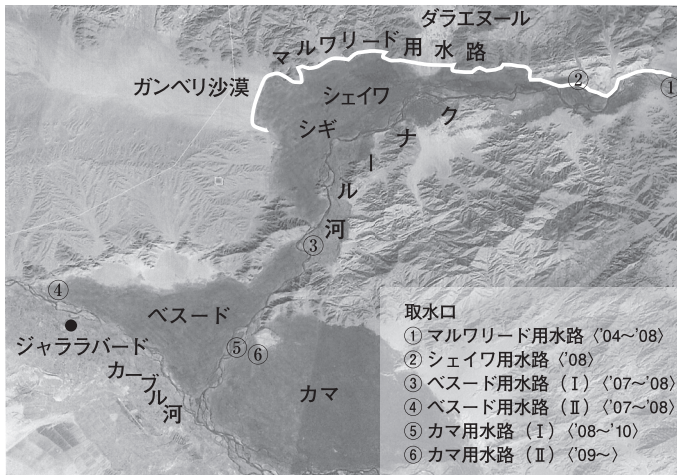 ダラエヌール
マルワリード用水路
ガンベリ沙漠
②
①
シェイワ
シギ
クナール河
③
④
ベスード
ジャララバード
⑤
⑥
カーブル河
カマ
取水口
① マルワリード用水路〈'04〜'08〉
② シェイワ用水路〈'08〉
③ ベスード用水路（Ⅰ）〈'07〜'08〉
④ ベスード用水路（Ⅱ）〈'07〜'08〉
⑤ カマ用水路（Ⅰ）〈'08〜'10〉
⑥ カマ用水路（Ⅱ）〈'09〜〉